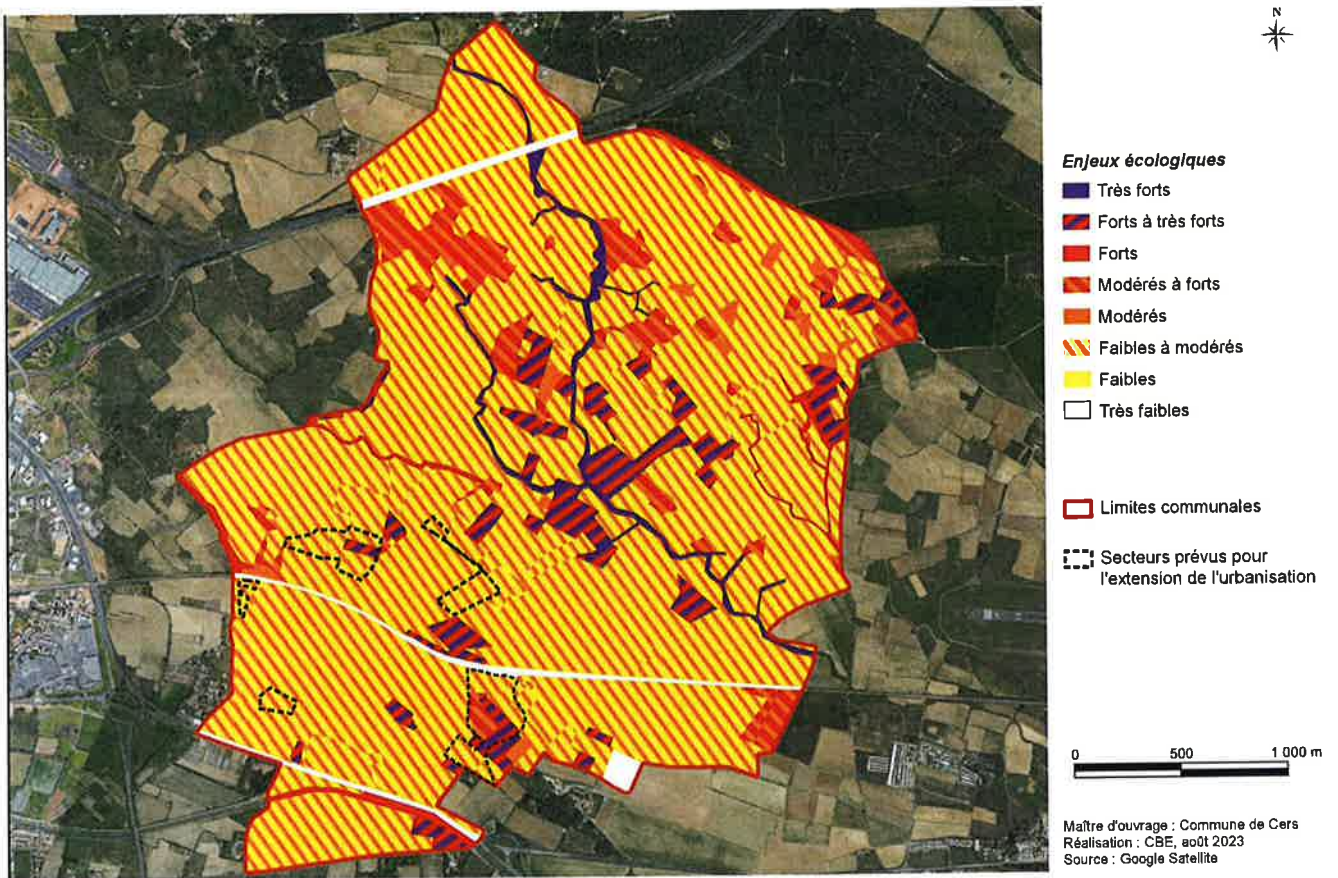 N
Enjeux écologiques
Très forts
Forts à très forts
Forts
Modérés à forts
Modérés
Faibles à modérés
Faibles
Très faibles
Limites communales
Secteurs prévus pour
l'extension de l'urbanisation
0 500 1 000 m
Maître d'ouvrage : Commune de Cers
Réalisation : CBE, août 2023
Source : Google Satellite